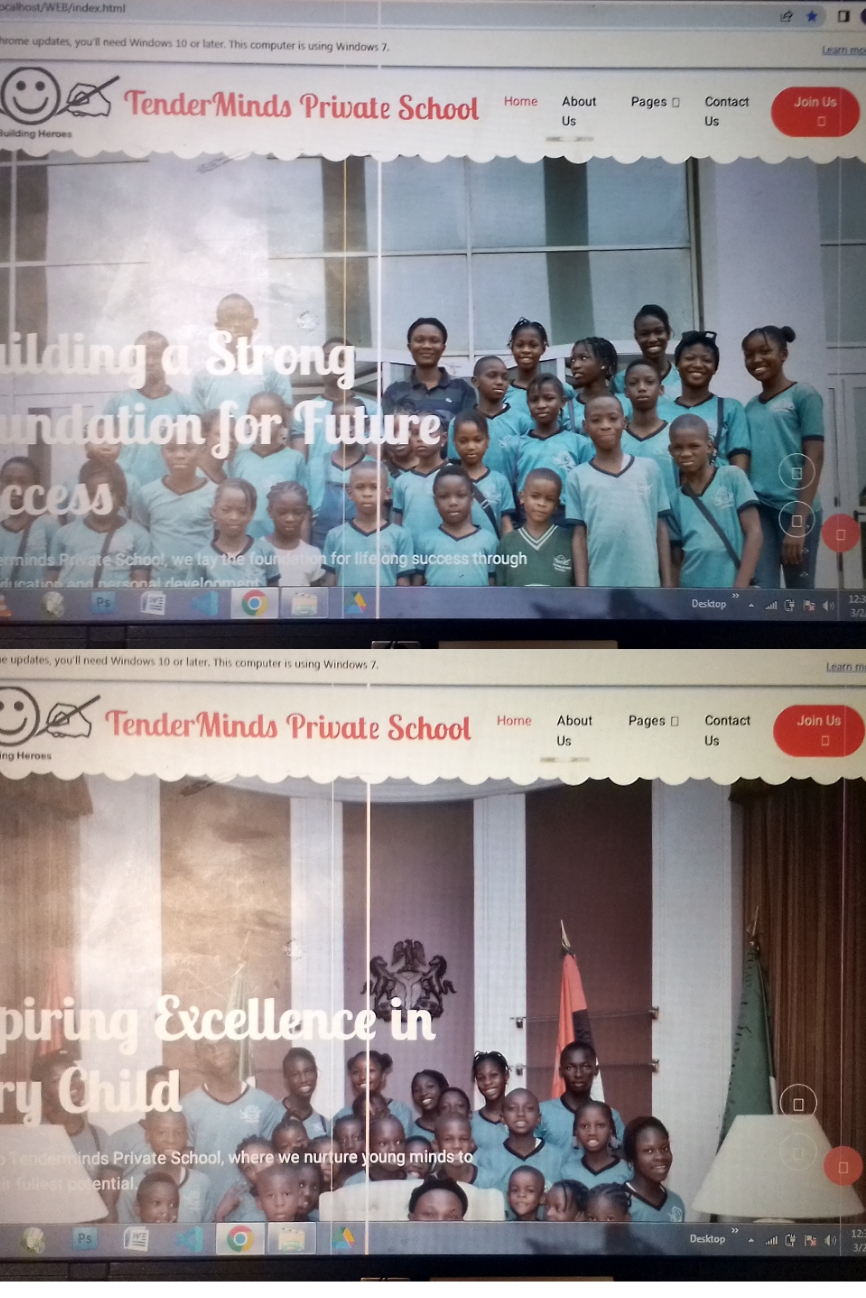 ocalhost/WEB/index.html
hrome updates, you'll need Windows 10 or later. This computer is using Windows 7.
Learn mo
Building Heroes
TenderMinds Private School
Home
About Us
Pages
Contact Us
Join Us
uilding a Strong
undation for Future
ccess
erminds Private School, we lay the foundation for lifelong success through
ducation and personal development
Ps
Desktop
12:3
3/2
e updates, you'll need Windows 10 or later. This computer is using Windows 7.
Learn m
ing Heroes
TenderMinds Private School
Home
About Us
Pages
Contact Us
Join Us
piring Excellence in
ry Child
o Tenderminds Private School, where we nurture young minds to
ir fullest potential.
Ps
Desktop
12:
3/2